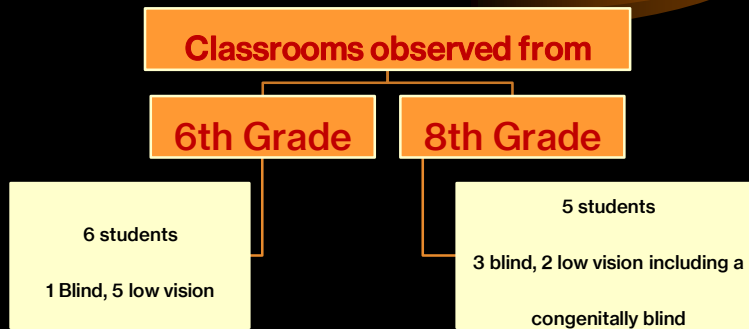 Classrooms observed from
6th Grade
8th Grade
6 students
1 Blind, 5 low vision
5 students
3 blind, 2 low vision including a
congenitally blind